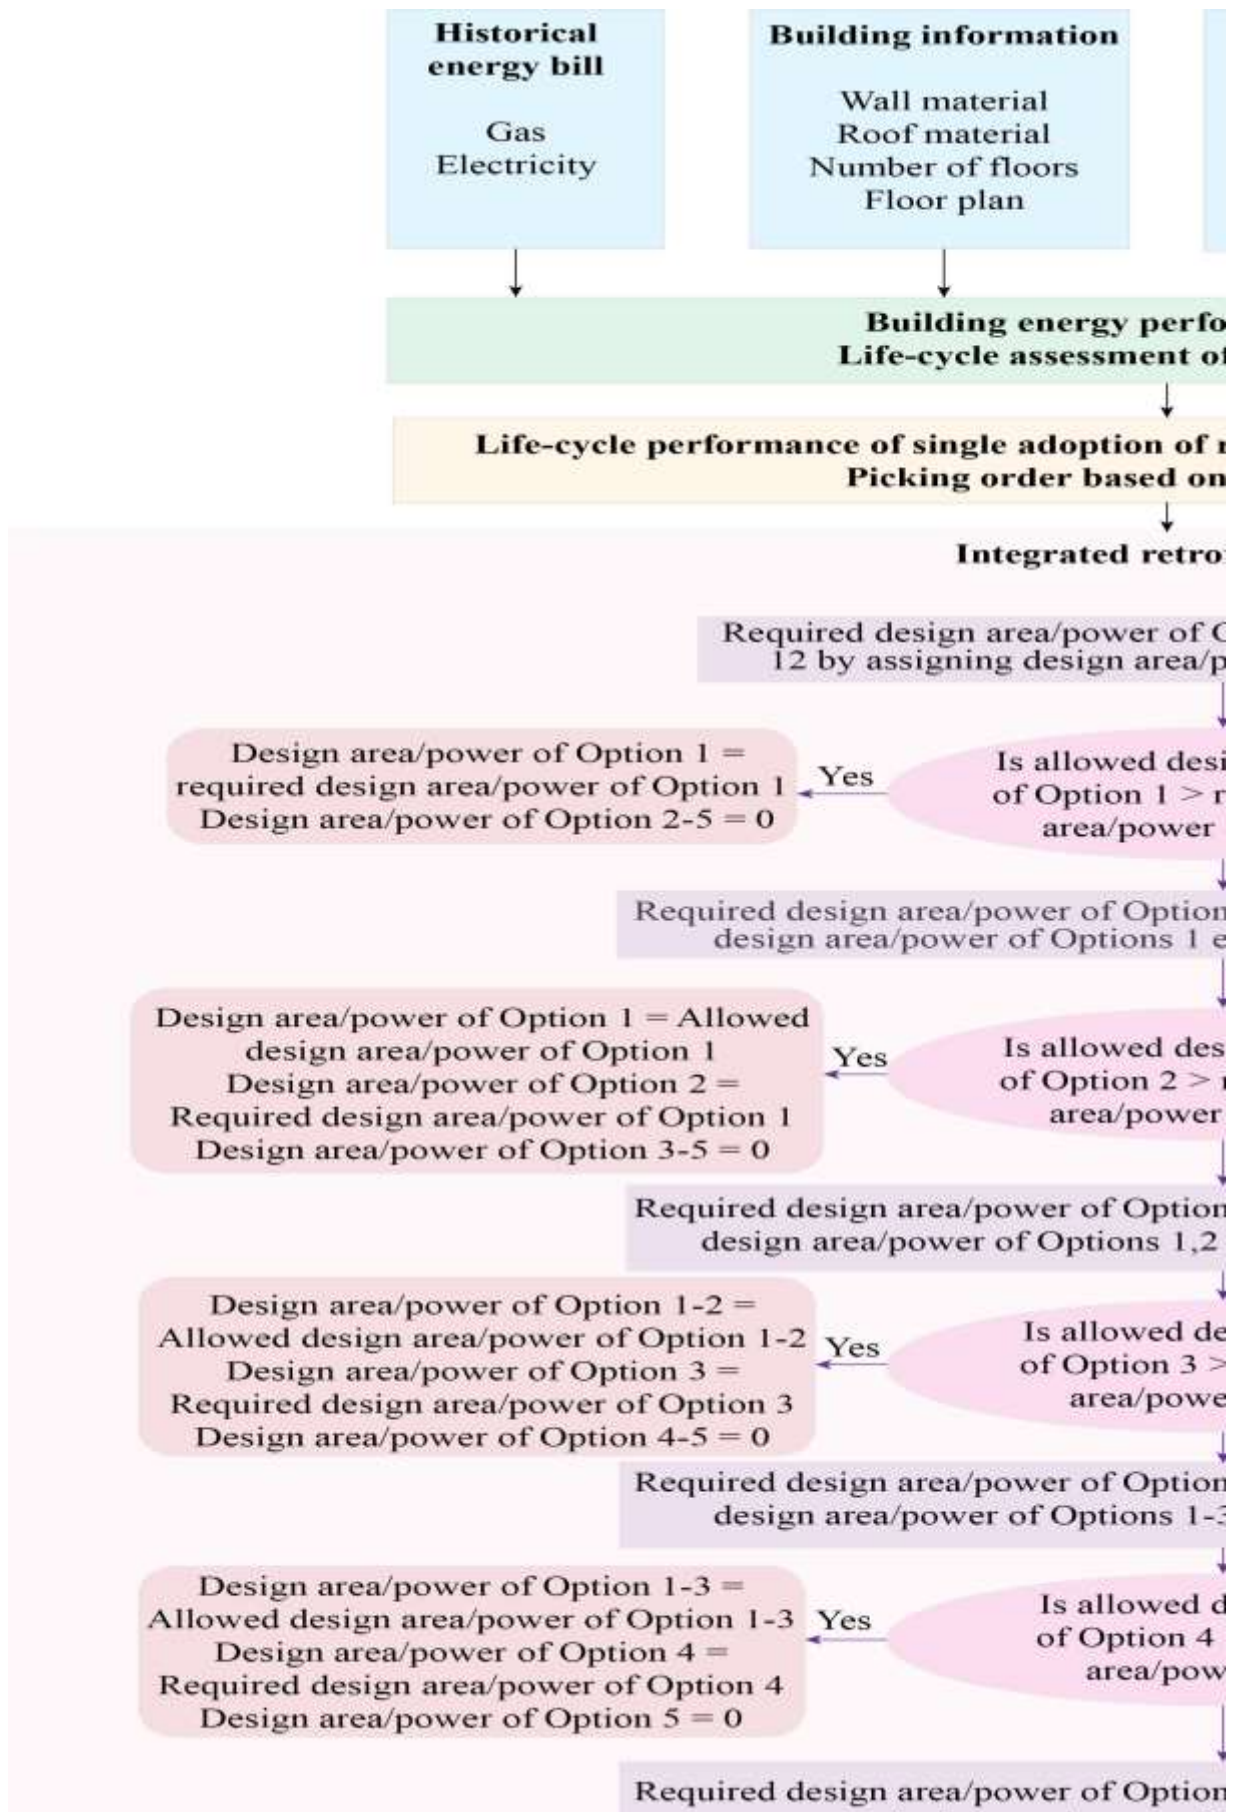 Historical
energy bill
Gas
Electricity
Building information
Wall material
Roof material
Number of floors
Floor plan
Building energy
Life-cycle assessment
Life-cycle performance of single adoption of
Picking order based on
Integrated
Required design area/power of
12 by assigning design
Design area/power of Option 1 =
required design area/power of Option 1
Design area/power of Option 2-5 = 0
Yes
Is allowed
of Option 1 >
area/power
Required design area/power of Option
design area/power of Options 1
Design area/power of Option 1 = Allowed
design area/power of Option 1
Design area/power of Option 2 =
Required design area/power of Option 1
Design area/power of Option 3-5 = 0
Yes
Is allowed
of Option 2 >
area/power
Required design area/power of Option
design area/power of Options 1,2
Design area/power of Option 1-2 =
Allowed design area/power of Option 1-2
Design area/power of Option 3 =
Required design area/power of Option 3
Design area/power of Option 4-5 = 0
Yes
Is allowed
of Option 3 >
Required design area/power of Option
design area/power of Options
Design area/power of Option 1-3 =
Allowed design area/power of Option 1-3
Design area/power of Option 4 =
Required design area/power of Option 4
Design area/power of Option 5 = 0
Yes
Is allowed
of Option 4
Required design area/power of Option